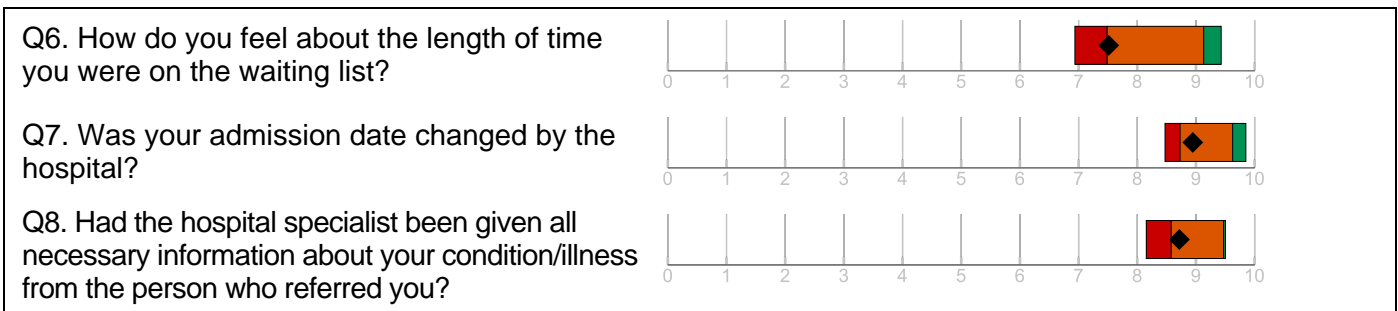 Q6. How do you feel about the length of time
you were on the waiting list?
0 1 2 3 4 5 6 7 8 9 10
Q7. Was your admission date changed by the
hospital?
0 1 2 3 4 5 6 7 8 9 10
Q8. Had the hospital specialist been given all
necessary information about your condition/illness
from the person who referred you?
0 1 2 3 4 5 6 7 8 9 10